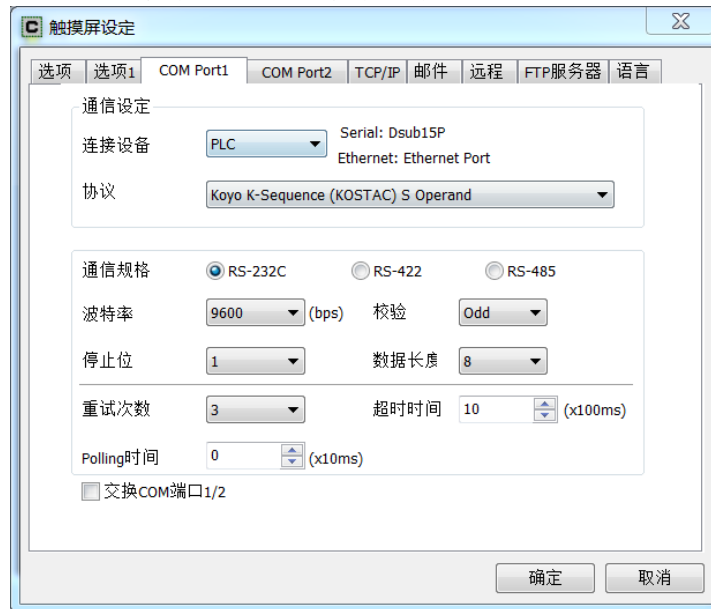 C 触摸屏设定
选项 选项1 COM Port1 COM Port2 TCP/IP 邮件 远程 FTP服务器 语言
通信设定
连接设备 PLC Serial: Dsub15P
Ethernet: Ethernet Port
协议 Koyo K-Sequence (KOSTAC) S Operand
通信规格 RS-232C RS-422 RS-485
波特率 9600 (bps) 校验 Odd
停止位 1 数据长度 8
重试次数 3 超时时间 10 (x100ms)
Polling时间 0 (x10ms)
交换COM端口1/2
确定 取消